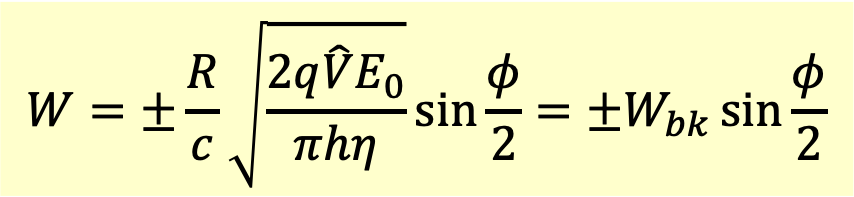 W = ± R/c √(2qV̂E₀/πhη) sin ϕ/2 = ±W_bk sin ϕ/2